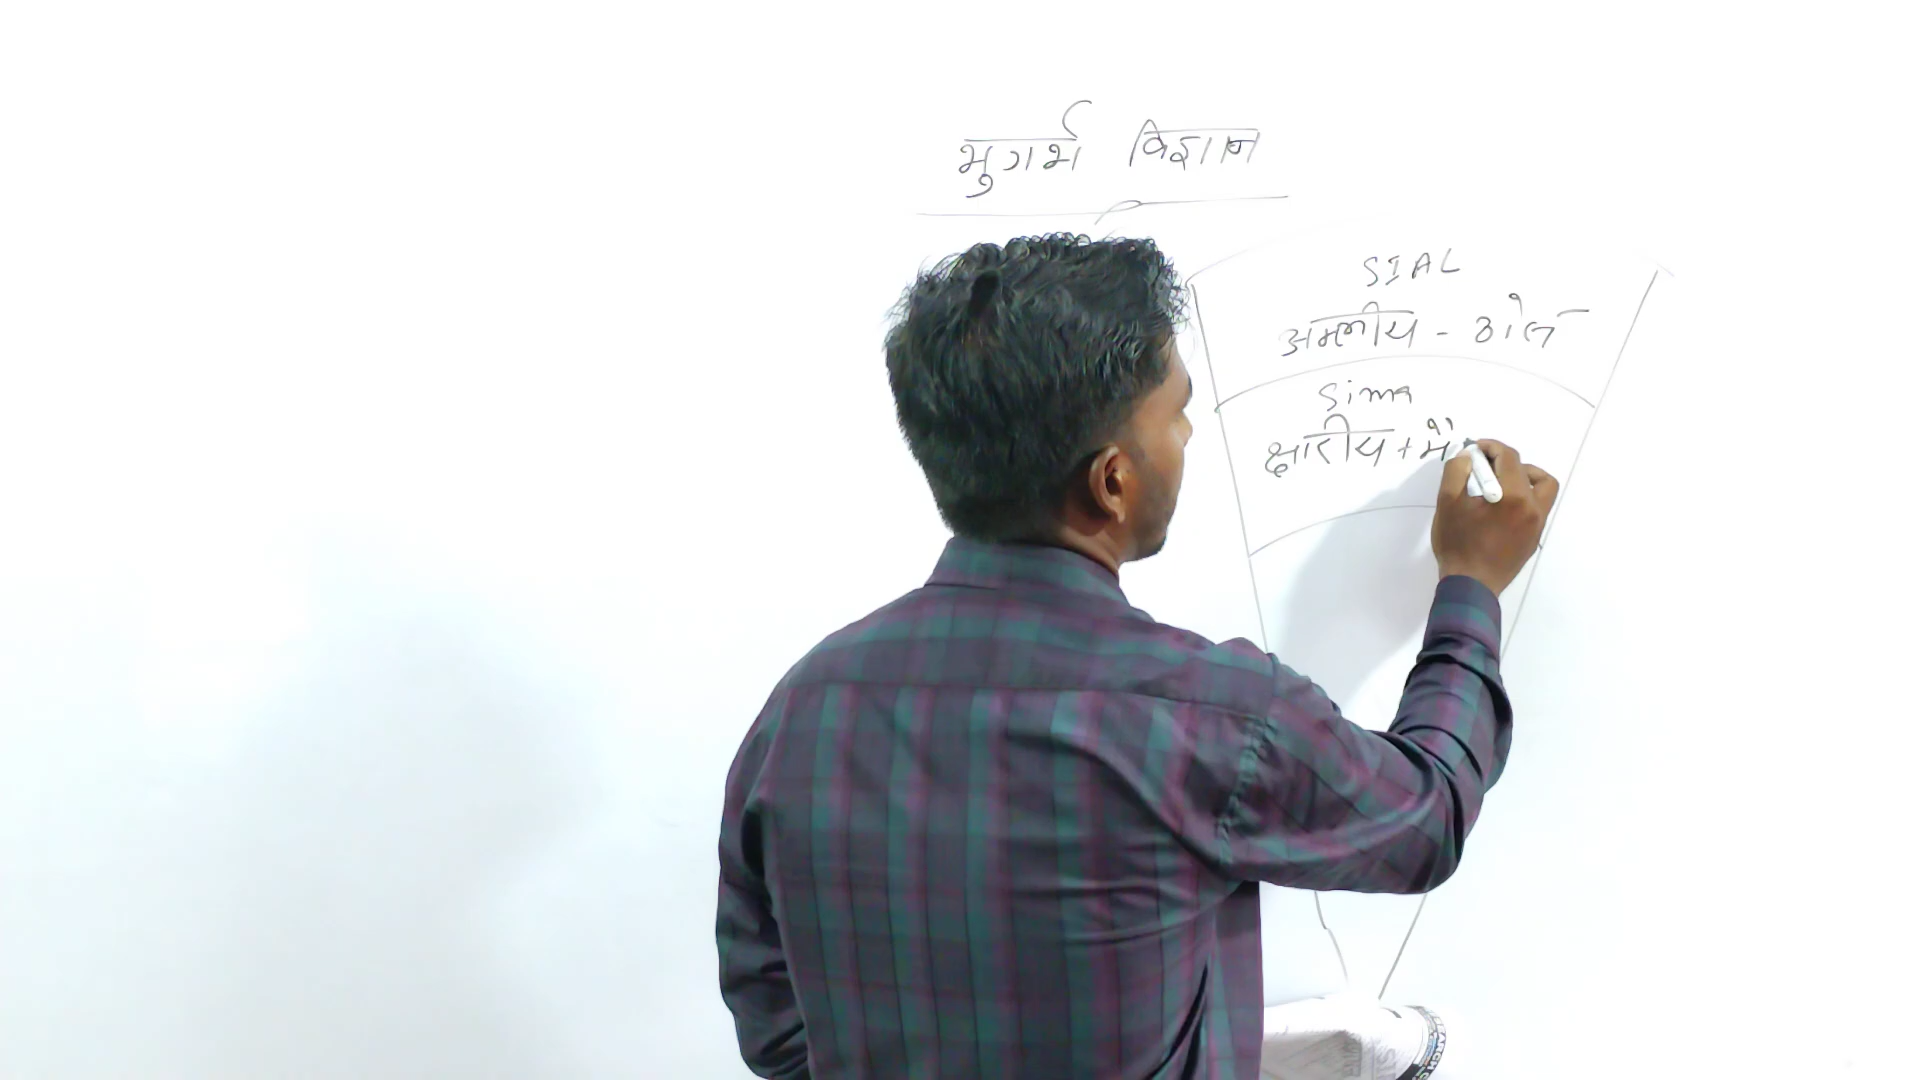 भुगर्भ विज्ञान
SIAL
अम्लीय - ठोस
Sima
क्षारीय + मै